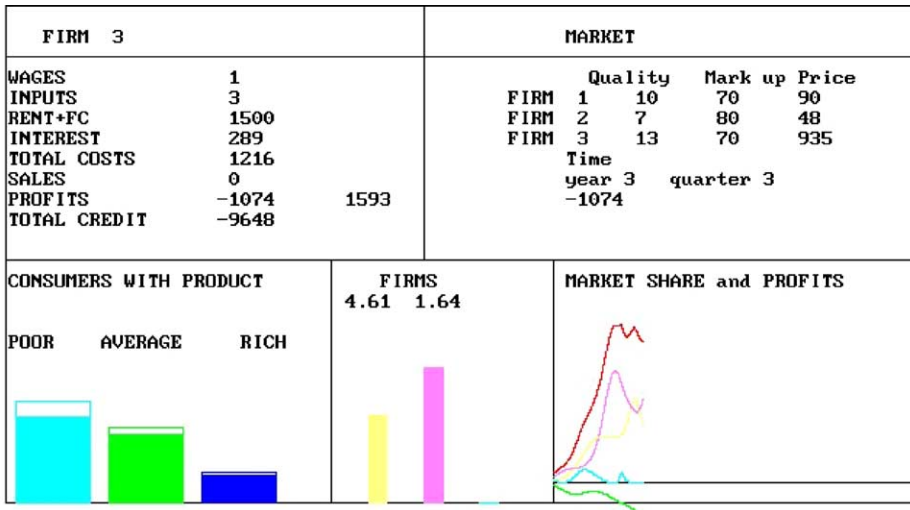 FIRM 3
WAGES 1
INPUTS 3
RENT+FC 1500
INTEREST 289
TOTAL COSTS 1216
SALES 0
PROFITS -1074 1593
TOTAL CREDIT -9648
MARKET
Quality Mark up Price
FIRM 1 10 70 90
FIRM 2 7 80 48
FIRM 3 13 70 935
Time
year 3 quarter 3
-1074
CONSUMERS WITH PRODUCT
POOR AVERAGE RICH
FIRMS
4.61 1.64
MARKET SHARE and PROFITS